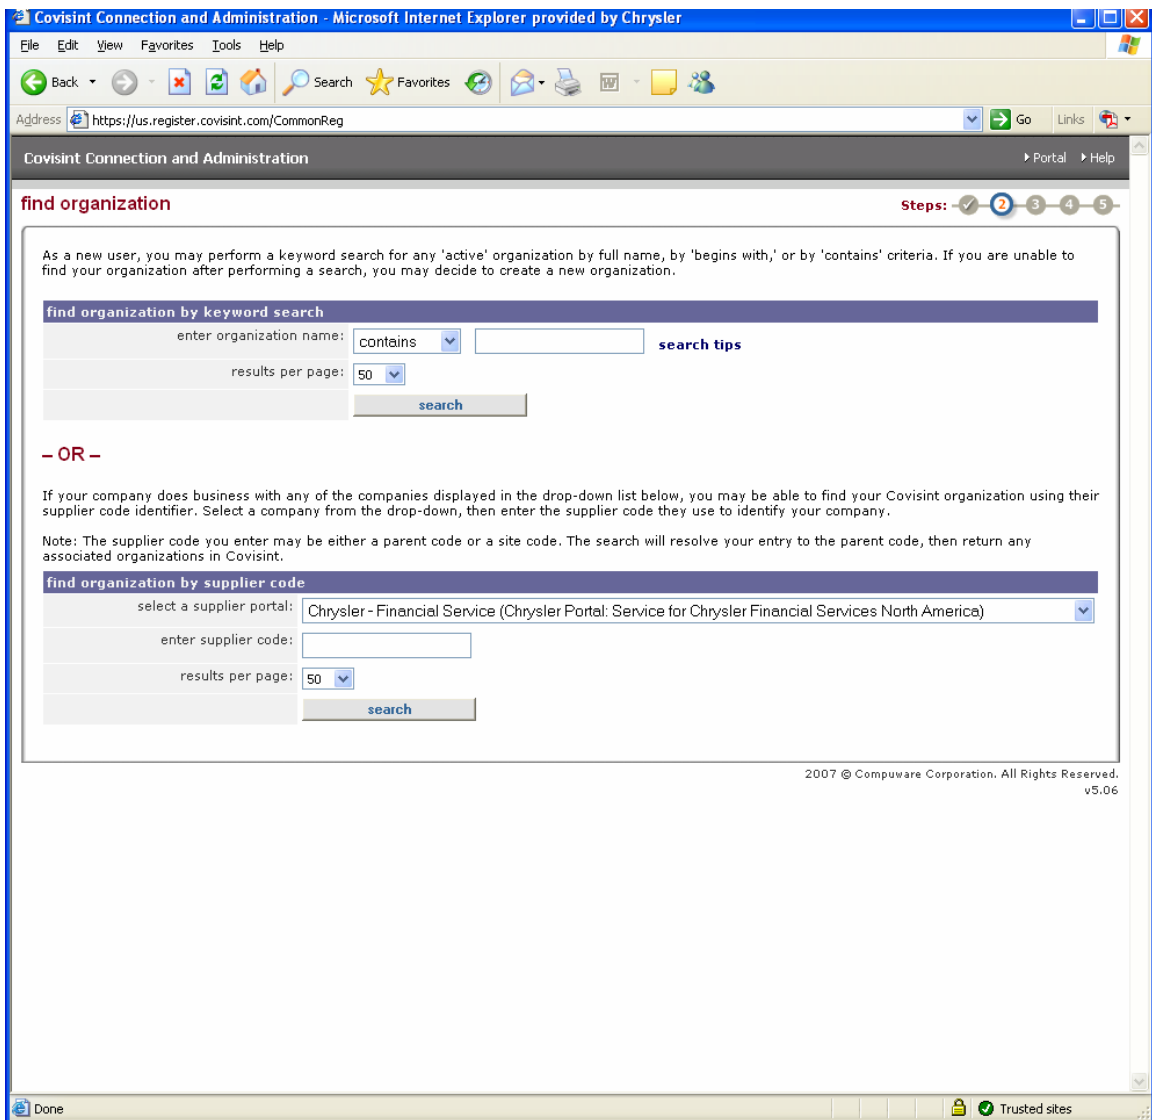 Covisint Connection and Administration - Microsoft Internet Explorer provided by Chrysler
File Edit View Favorites Tools Help
Back Search Favorites
Address https://us.register.covisint.com/CommonReg Go Links
Covisint Connection and Administration Portal Help
find organization Steps: 2 3 4 5
As a new user, you may perform a keyword search for any 'active' organization by full name, by 'begins with,' or by 'contains' criteria. If you are unable to
find your organization after performing a search, you may decide to create a new organization.
find organization by keyword search
enter organization name: contains search tips
results per page: 50
search
– OR –
If your company does business with any of the companies displayed in the drop-down list below, you may be able to find your Covisint organization using their
supplier code identifier. Select a company from the drop-down, then enter the supplier code they use to identify your company.
Note: The supplier code you enter may be either a parent code or a site code. The search will resolve your entry to the parent code, then return any
associated organizations in Covisint.
find organization by supplier code
select a supplier portal: Chrysler - Financial Service (Chrysler Portal: Service for Chrysler Financial Services North America)
enter supplier code:
results per page: 50
search
2007 © Compuware Corporation. All Rights Reserved.
v5.06
Done Trusted sites